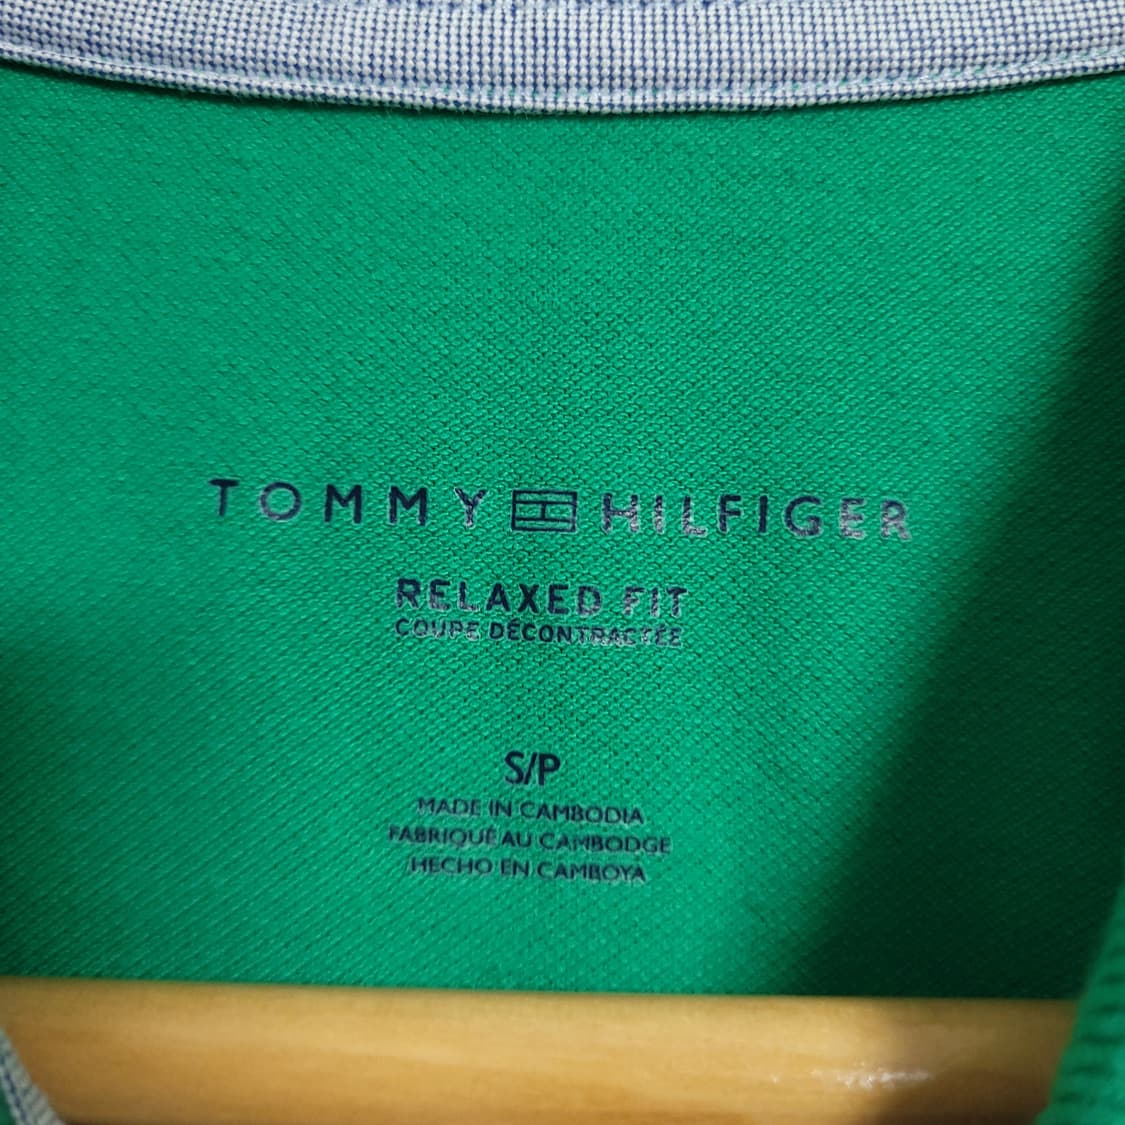 TOMMY HILFIGER
RELAXED FIT
COUPE DÉCONTRACTÉE
S/P
MADE IN CAMBODIA
FABRIQUÉ AU CAMBODGE
HECHO EN CAMBOYA